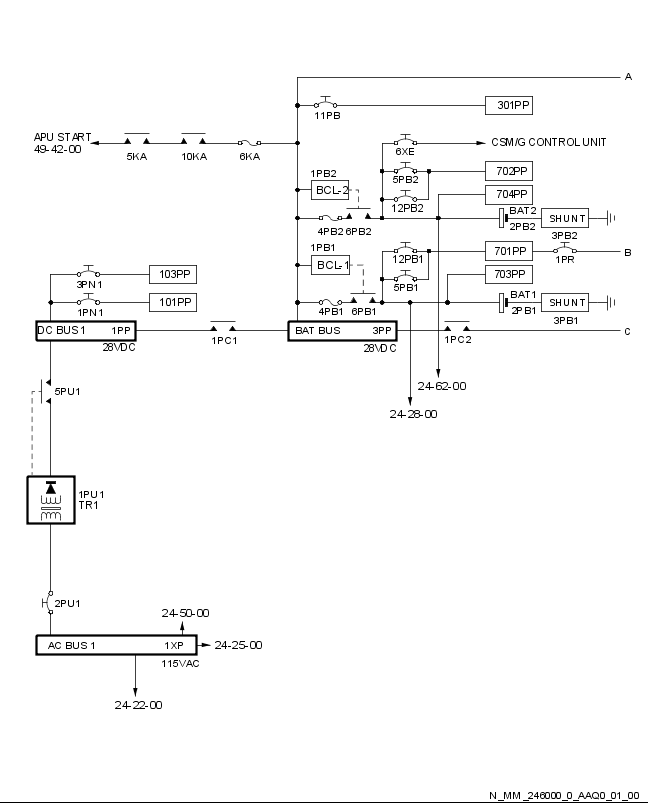 A
301PP
11PB
APU START
49-42-00
5KA
10KA
6KA
6XE
CSM/G CONTROL UNIT
1PB2
BCL-2
5PB2
702PP
12PB2
704PP
4PB2
6PB2
BAT2
2PB2
SHUNT
3PB2
1PB1
BCL-1
12PB1
701PP
1PR
B
5PB1
703PP
4PB1
6PB1
BAT1
2PB1
SHUNT
3PB1
3PN1
103PP
1PN1
101PP
DC BUS 1
1PP
28VDC
1PC1
BAT BUS
3PP
28VDC
1PC2
C
24-62-00
24-28-00
5PU1
1PU1
TR1
2PU1
24-50-00
AC BUS 1
1XP
24-25-00
115VAC
24-22-00
N_MM_246000_0_AAQ0_01_00